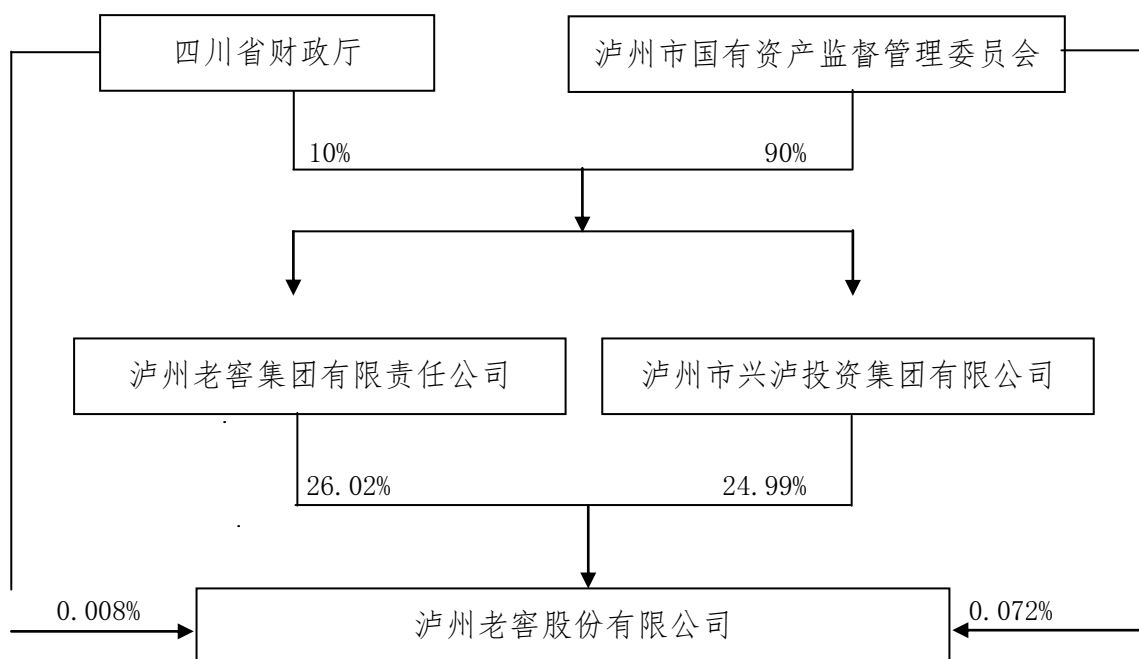 四川省财政厅
泸州市国有资产监督管理委员会
10%
90%
泸州老窖集团有限责任公司
泸州市兴泸投资集团有限公司
26.02%
24.99%
0.008%
泸州老窖股份有限公司
0.072%